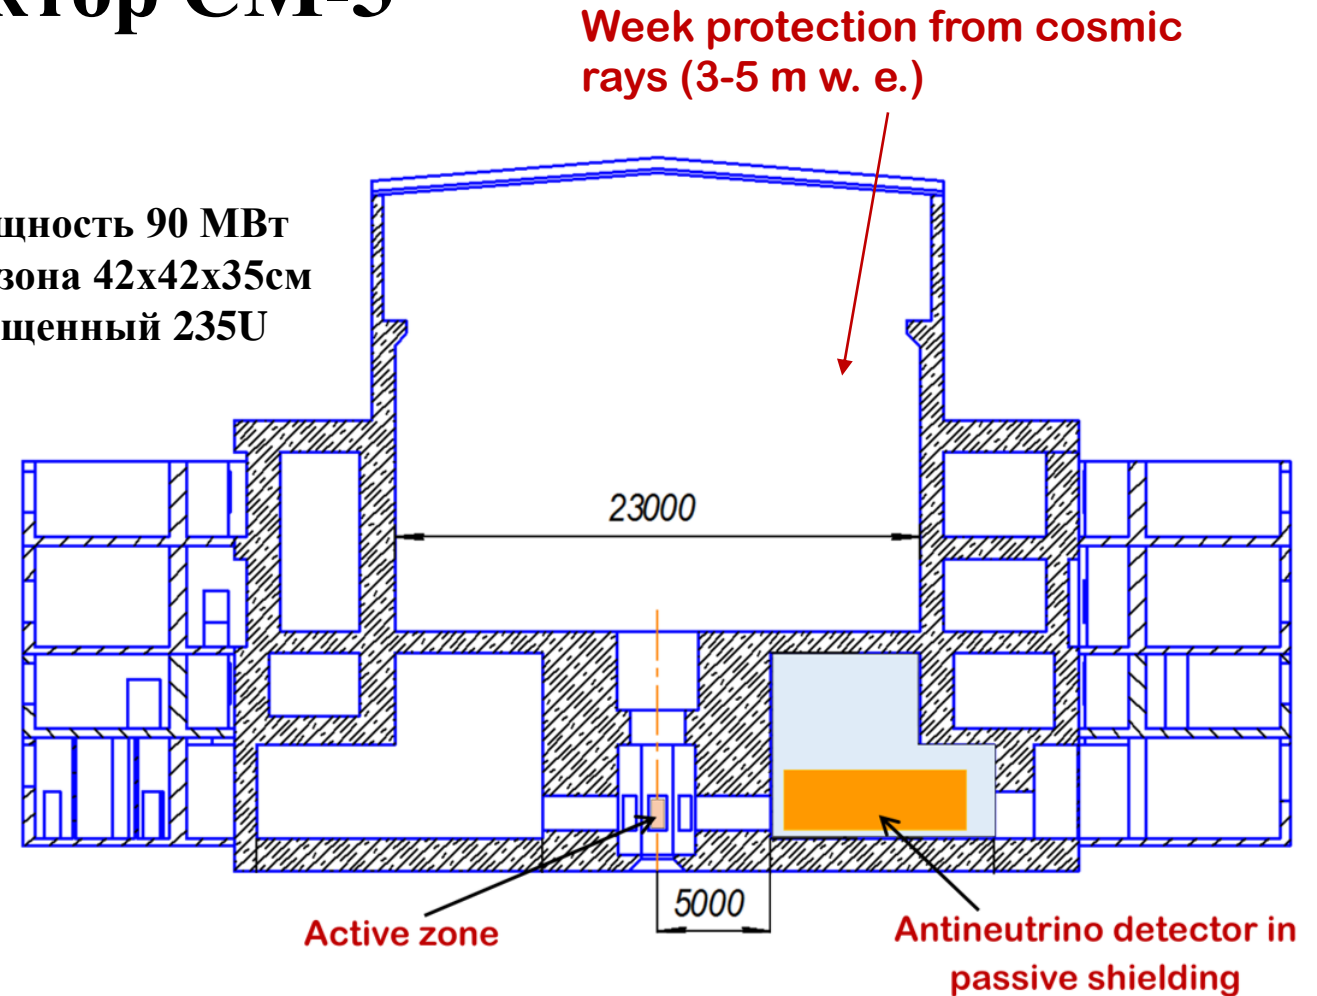 ктор СМ-3
Week protection from cosmic
rays (3-5 m w. e.)
щность 90 МВт
зона 42x42x35см
щенный 235U
23000
5000
Active zone
Antineutrino detector in
passive shielding